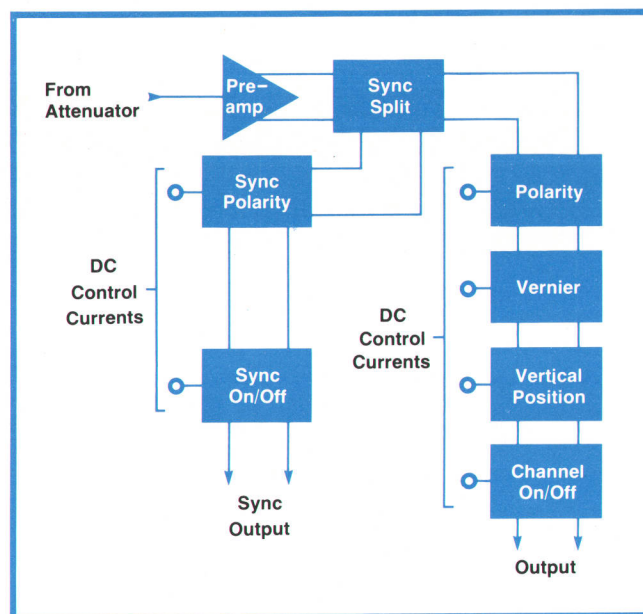 From
Attenuator
Pre-
amp
Sync
Split
Sync
Polarity
DC
Control
Currents
Sync
On/Off
Sync
Output
Polarity
Vernier
DC
Control
Currents
Vertical
Position
Channel
On/Off
Output